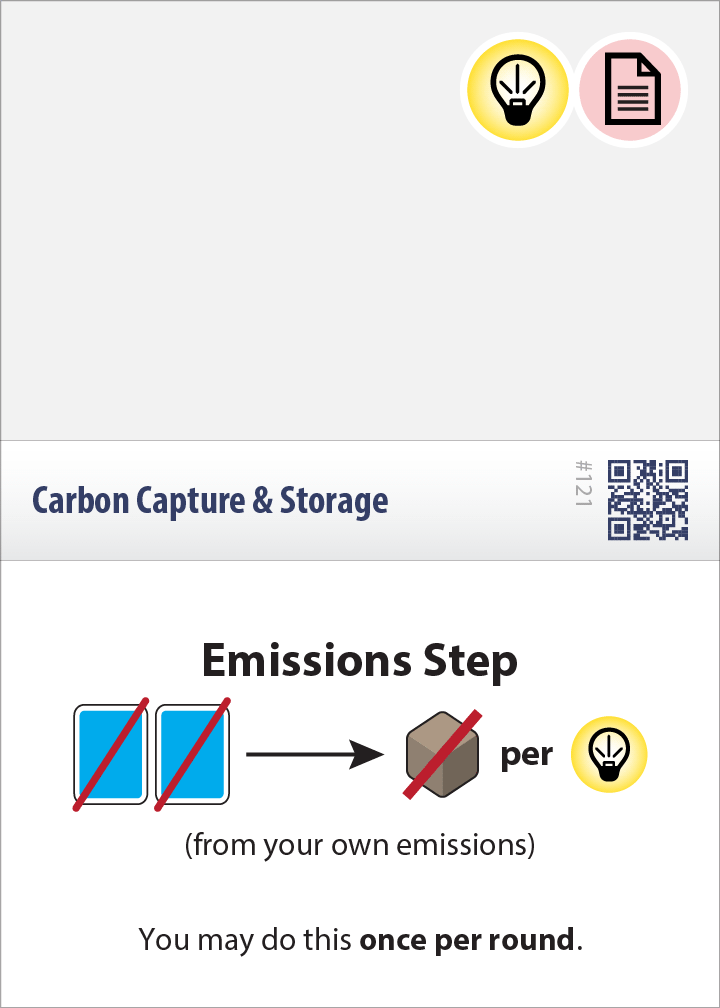 Carbon Capture & Storage
#121
Emissions Step
per
(from your own emissions)
You may do this once per round.